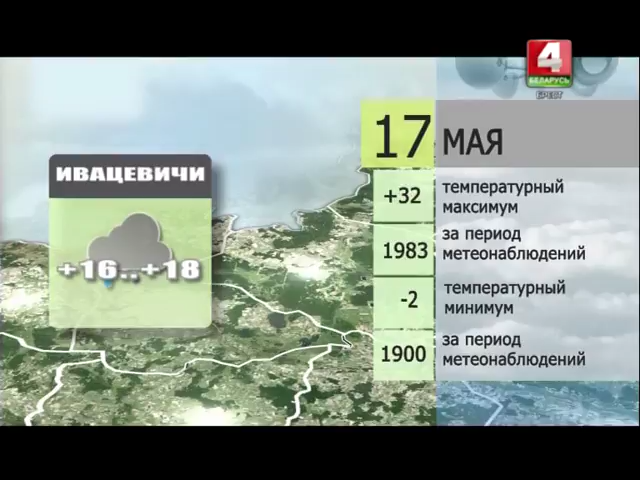 4
БЕЛАРУСЬ
БРЕСТ
ИВАЦЕВИЧИ
+16..+18
17 МАЯ
+32
температурный
максимум
1983
за период
метеонаблюдений
-2
температурный
минимум
1900
за период
метеонаблюдений